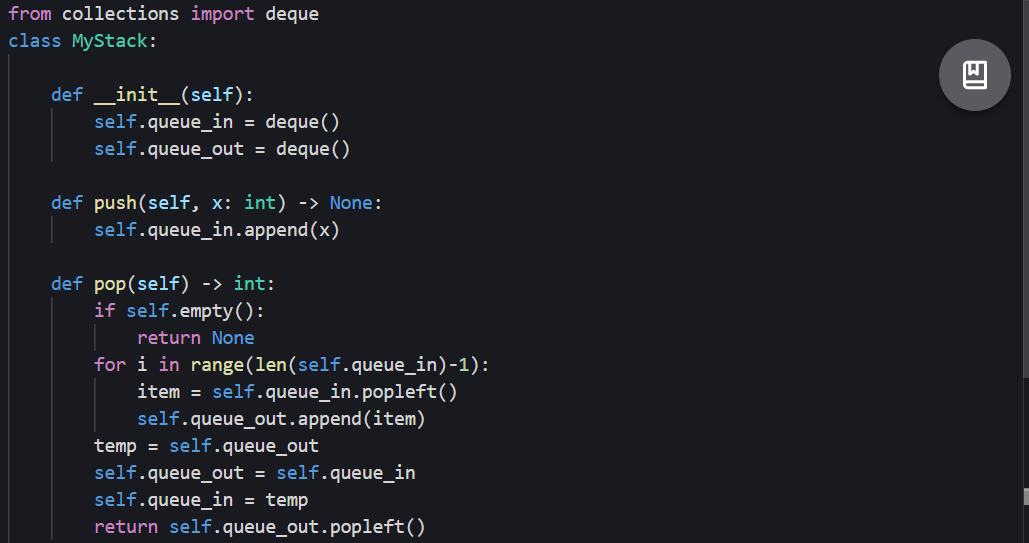 from collections import deque
class MyStack:
    def __init__(self):
        self.queue_in = deque()
        self.queue_out = deque()
    def push(self, x: int) -> None:
        self.queue_in.append(x)
    def pop(self) -> int:
        if self.empty():
            return None
        for i in range(len(self.queue_in)-1):
            item = self.queue_in.popleft()
            self.queue_out.append(item)
        temp = self.queue_out
        self.queue_out = self.queue_in
        self.queue_in = temp
        return self.queue_out.popleft()